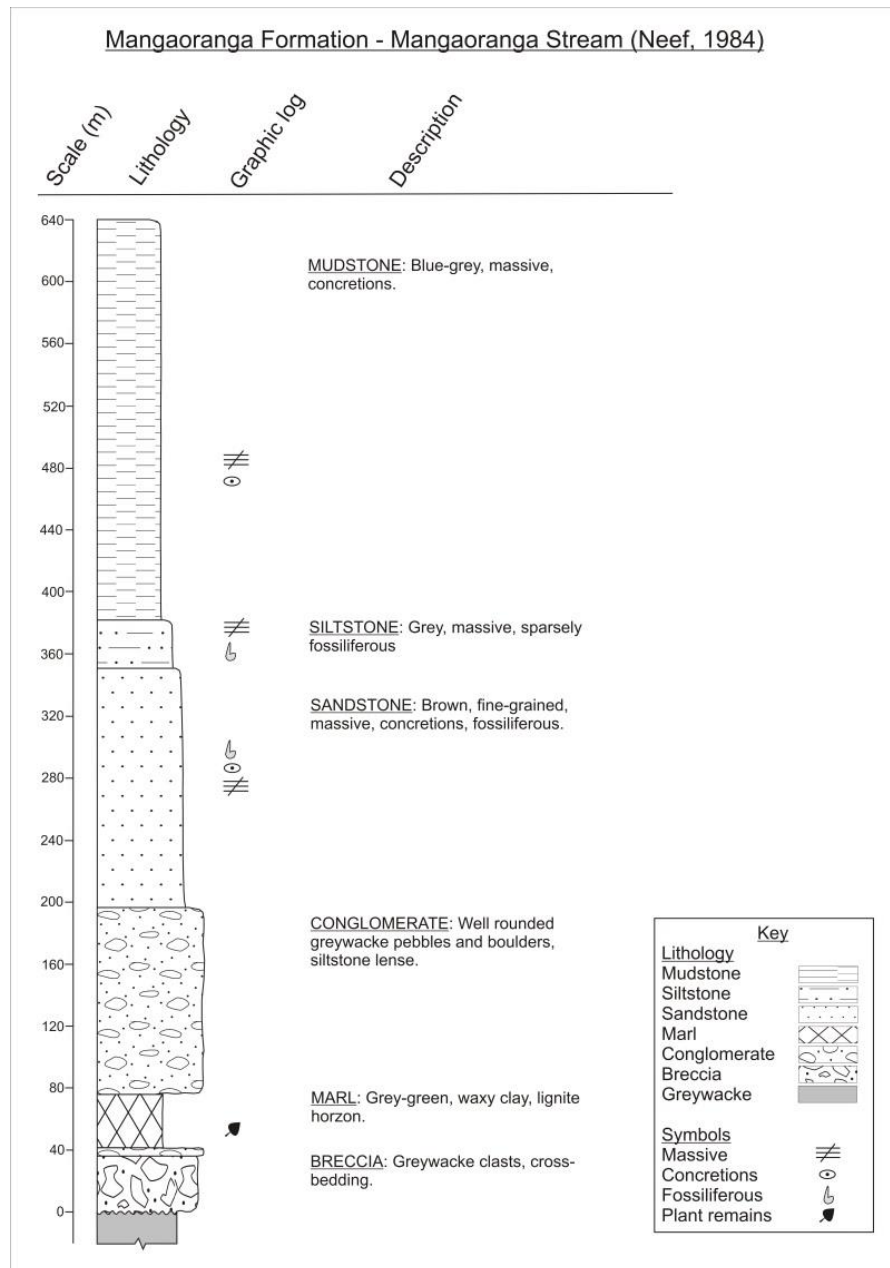 Mangaoranga Formation - Mangaoranga Stream (Neef, 1984)
Scale (m)
Lithology
Graphic log
Description
640
600
560
520
480
440
400
360
320
280
240
200
160
120
80
40
0
MUDSTONE: Blue-grey, massive,
concretions.
SILTSTONE: Grey, massive, sparsely
fossiliferous
SANDSTONE: Brown, fine-grained,
massive, concretions, fossiliferous.
CONGLOMERATE: Well rounded
greywacke pebbles and boulders,
siltstone lense.
MARL: Grey-green, waxy clay, lignite
horzon.
BRECCIA: Greywacke clasts, cross-
bedding.
Key
Lithology
Mudstone
Siltstone
Sandstone
Marl
Conglomerate
Breccia
Greywacke
Symbols
Massive
Concretions
Fossiliferous
Plant remains